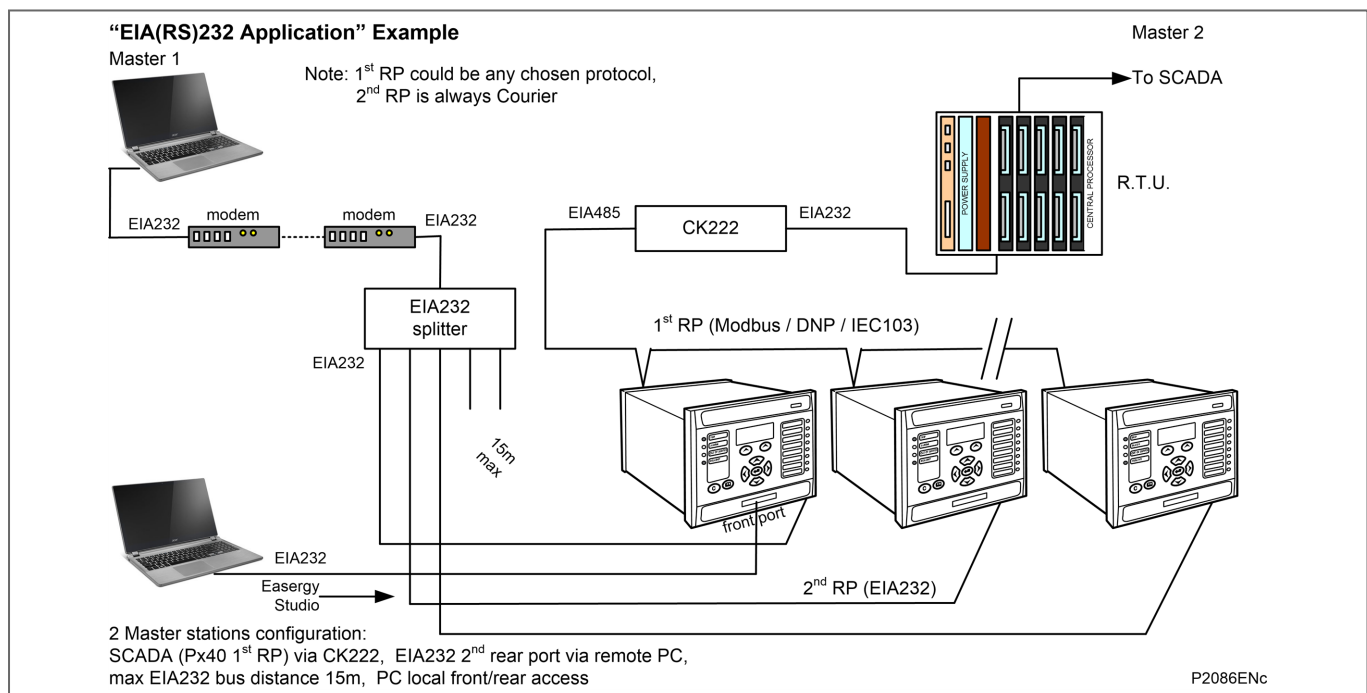 “EIA(RS)232 Application” Example
Master 1
Master 2
Note: 1st RP could be any chosen protocol,
2nd RP is always Courier
To SCADA
POWER SUPPLY
CENTRAL PROCESSOR
R.T.U.
EIA232
modem
modem
EIA232
EIA485
CK222
EIA232
EIA232
splitter
EIA232
1st RP (Modbus / DNP / IEC103)
15m
max
front port
EIA232
Easergy
Studio
2nd RP (EIA232)
2 Master stations configuration:
SCADA (Px40 1st RP) via CK222, EIA232 2nd rear port via remote PC,
max EIA232 bus distance 15m, PC local front/rear access
P2086ENc